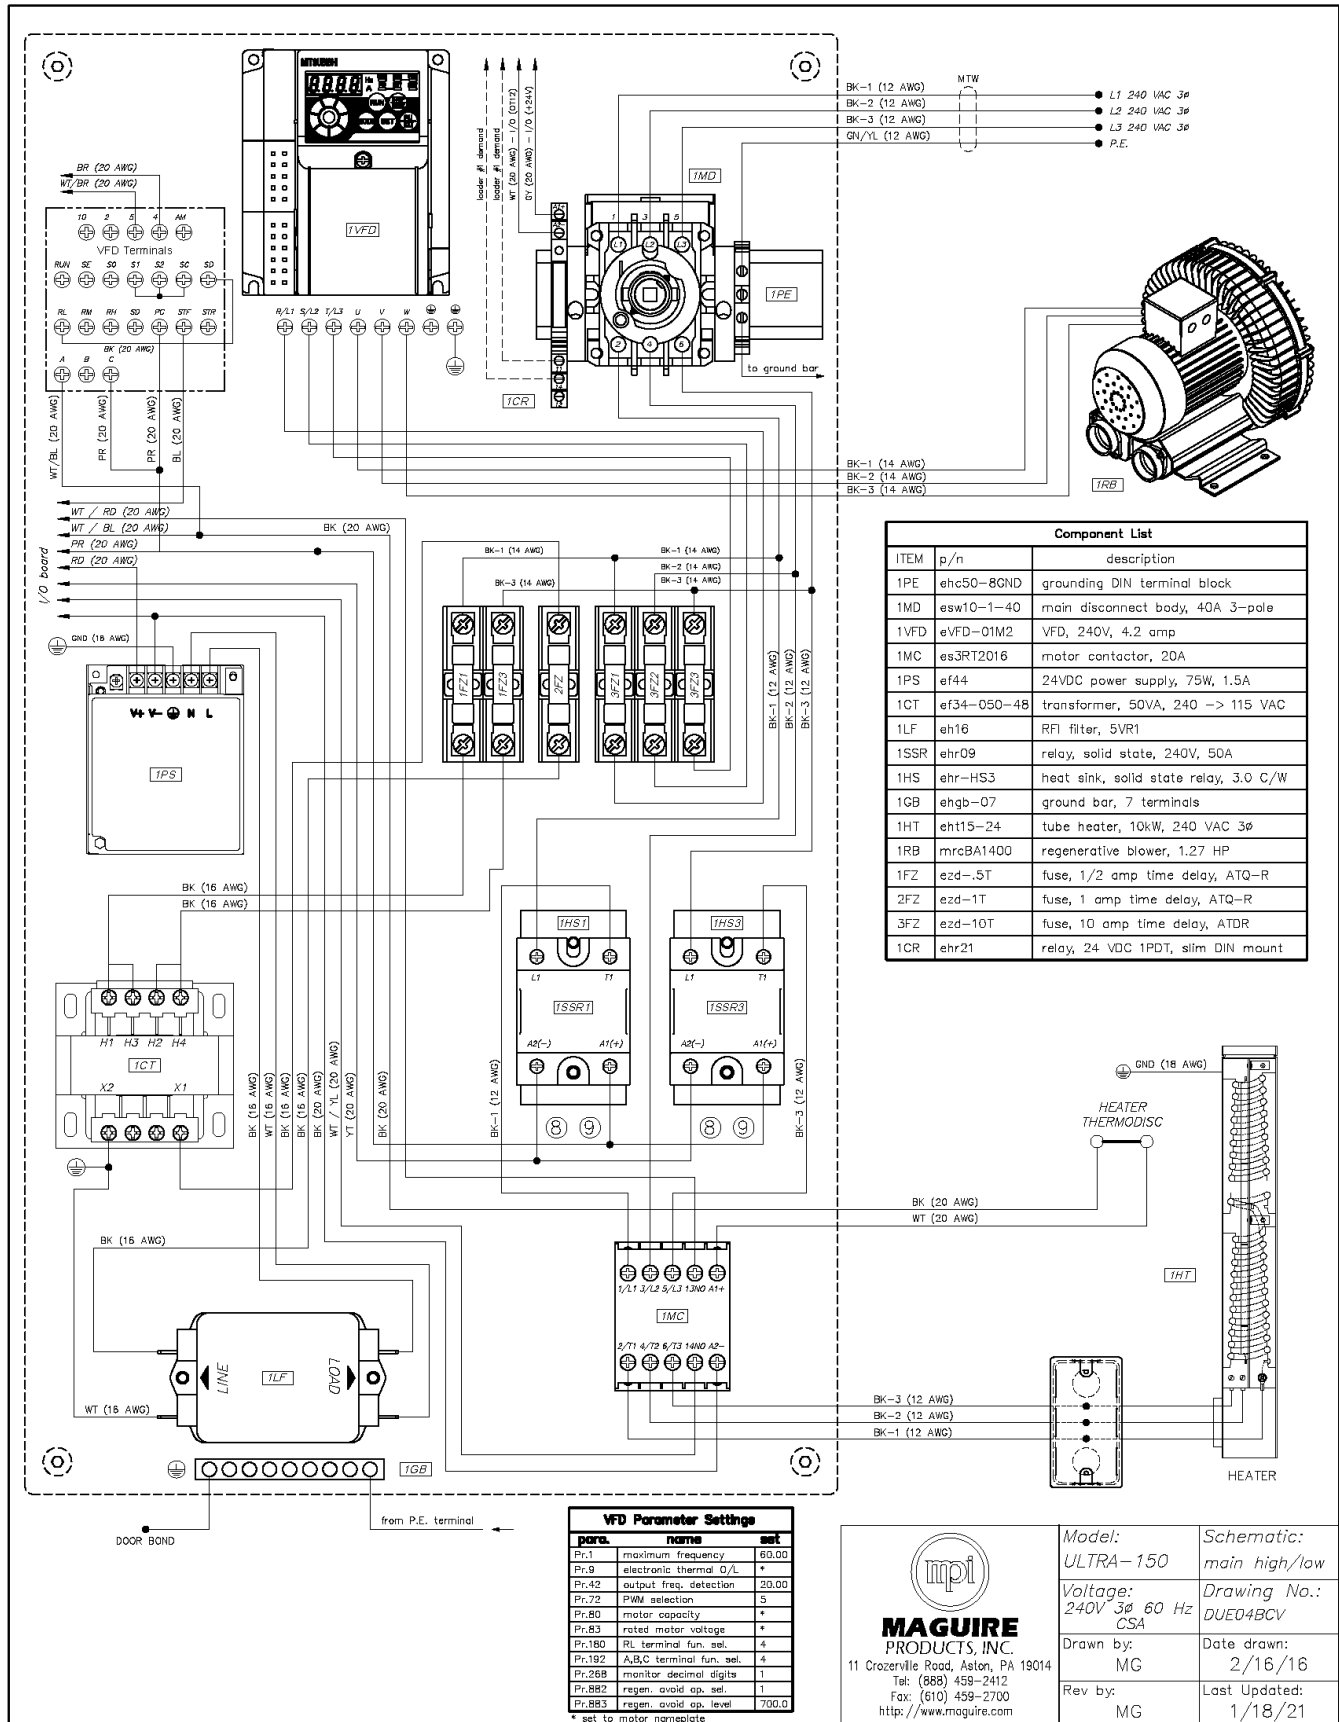 MITSUBISHI
Hz
A
RUN
MODE
SET
1VFD
loader #1 demand
loader #1 demand
WT (20 AWG) - I/O (OT12)
GY (20 AWG) - I/O (+24V)
BK-1 (12 AWG)
BK-2 (12 AWG)
BK-3 (12 AWG)
GN/YL (12 AWG)
MTW
L1 240 VAC 3ø
L2 240 VAC 3ø
L3 240 VAC 3ø
P.E.
BR (20 AWG)
WT/BR (20 AWG)
10 2 5 4 AM
VFD Terminals
RUN SE SO S1 S2 SC SD
RL RM RH SD PC STF STR
BK (20 AWG)
A B C
R/L1 S/L2 T/L3 U V W
1MD
1 3 5
L1 L2 L3
2 4 6
1PE
to ground bar
A1+
1CR
WT/BL (20 AWG)
PR (20 AWG)
PR (20 AWG)
BL (20 AWG)
BK-1 (14 AWG)
BK-2 (14 AWG)
BK-3 (14 AWG)
1RB
WT / RD (20 AWG)
WT / BL (20 AWG)
PR (20 AWG)
RD (20 AWG)
BK (20 AWG)
I/O board
GND (16 AWG)
V+ V- N L
1PS
BK-1 (14 AWG)
BK-3 (14 AWG)
BK-1 (14 AWG)
BK-2 (14 AWG)
BK-3 (14 AWG)
1FZ1
1FZ3
2FZ
3FZ1
3FZ2
3FZ3
BK-1 (12 AWG)
BK-2 (12 AWG)
BK-3 (12 AWG)
Component List
ITEM p/n description
1PE ehc50-8GND grounding DIN terminal block
1MD esw10-1-40 main disconnect body, 40A 3-pole
1VFD eVFD-01M2 VFD, 240V, 4.2 amp
1MC es3RT2016 motor contactor, 20A
1PS ef44 24VDC power supply, 75W, 1.5A
1CT ef34-050-48 transformer, 50VA, 240 -> 115 VAC
1LF eh16 RFI filter, 5VR1
1SSR ehr09 relay, solid state, 240V, 50A
1HS ehr-HS3 heat sink, solid state relay, 3.0 C/W
1GB ehgb-07 ground bar, 7 terminals
1HT eht15-24 tube heater, 10kW, 240 VAC 3ø
1RB mrcBA1400 regenerative blower, 1.27 HP
1FZ ezd-.5T fuse, 1/2 amp time delay, ATQ-R
2FZ ezd-1T fuse, 1 amp time delay, ATQ-R
3FZ ezd-10T fuse, 10 amp time delay, ATDR
1CR ehr21 relay, 24 VDC 1PDT, slim DIN mount
BK (16 AWG)
BK (16 AWG)
1HS1
L1 T1
1SSR1
A2(-) A1(+)
8 9
1HS3
L1 T1
1SSR3
A2(-) A1(+)
8 9
H1 H3 H2 H4
1CT
X2 X1
BK (16 AWG)
WT (16 AWG)
BK (16 AWG)
BK (16 AWG)
BK (20 AWG)
WT / YL (20 AWG)
YT (20 AWG)
BK (20 AWG)
BK-1 (12 AWG)
BK-3 (12 AWG)
GND (18 AWG)
HEATER
THERMODISC
BK (20 AWG)
WT (20 AWG)
1HT
HEATER
BK (16 AWG)
LINE
1LF
LOAD
WT (16 AWG)
1/L1 3/L2 5/L3 13NO A1+
1MC
2/T1 4/T2 6/T3 14NO A2-
BK-3 (12 AWG)
BK-2 (12 AWG)
BK-1 (12 AWG)
1GB
DOOR BOND
from P.E. terminal
VFD Parameter Settings
para. name set
Pr.1 maximum frequency 60.00
Pr.9 electronic thermal O/L *
Pr.42 output freq. detection 20.00
Pr.72 PWM selection 5
Pr.80 motor capacity *
Pr.83 rated motor voltage *
Pr.180 RL terminal fun. sel. 4
Pr.192 A,B,C terminal fun. sel. 4
Pr.268 monitor decimal digits 1
Pr.882 regen. avoid op. sel. 1
Pr.883 regen. avoid op. level 700.0
* set to motor nameplate
mpi
MAGUIRE
PRODUCTS, INC.
11 Crozerville Road, Aston, PA 19014
Tel: (888) 459-2412
Fax: (610) 459-2700
http://www.maguire.com
Model:
ULTRA-150
Schematic:
main high/low
Voltage:
240V 3ø 60 Hz
CSA
Drawing No.:
DUE04BCV
Drawn by:
MG
Date drawn:
2/16/16
Rev by:
MG
Last Updated:
1/18/21